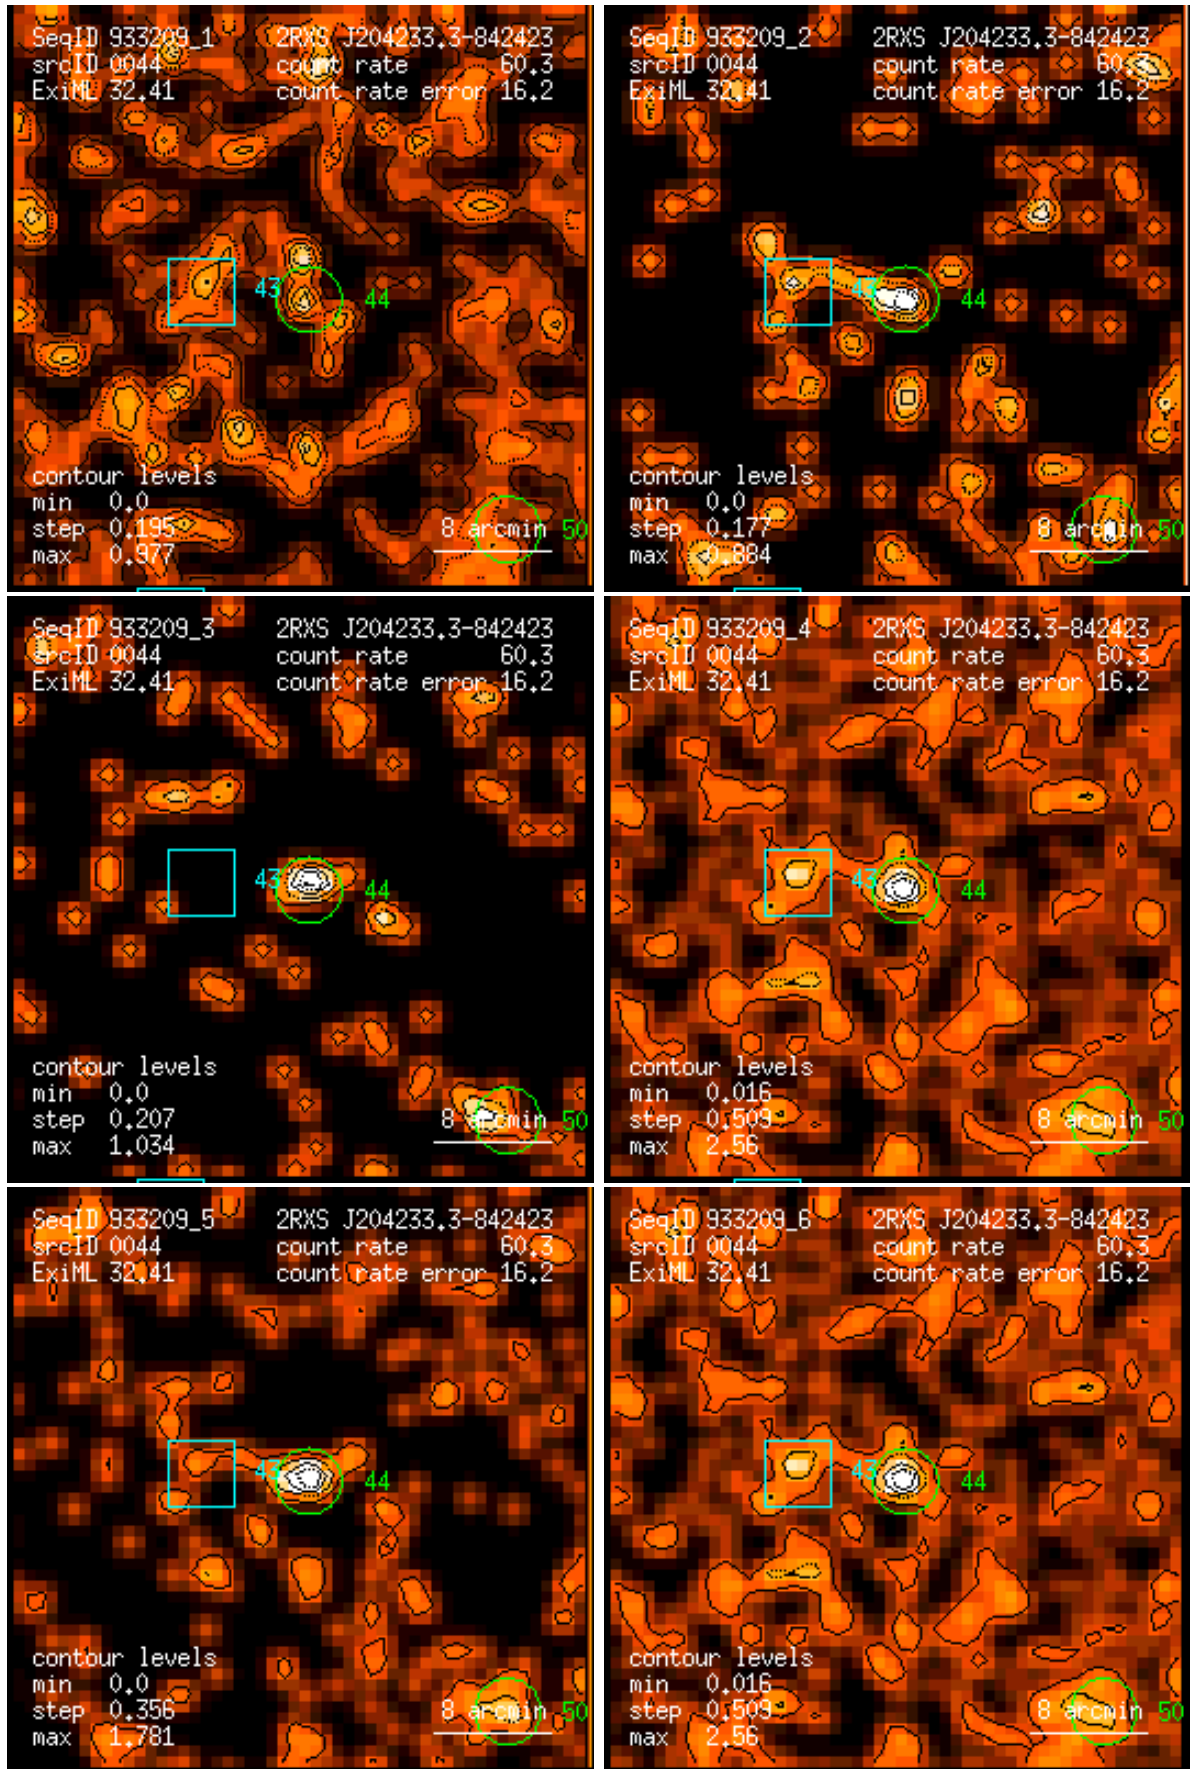 SeqID 933209_1 2RXS J204233.3-842423
srcID 0044 count rate 60.3
ExiML 32.41 count rate error 16.2
43
44
contour levels
min 0.0
step 0.195 8 arcmin 50
max 0.977
SeqID 933209_2 2RXS J204233.3-842423
srcID 0044 count rate 60.3
ExiML 32.41 count rate error 16.2
43
44
contour levels
min 0.0
step 0.177 8 arcmin 50
max 0.884
SeqID 933209_3 2RXS J204233.3-842423
srcID 0044 count rate 60.3
ExiML 32.41 count rate error 16.2
43
44
contour levels
min 0.0
step 0.207 8 arcmin 50
max 1.034
SeqID 933209_4 2RXS J204233.3-842423
srcID 0044 count rate 60.3
ExiML 32.41 count rate error 16.2
43
44
contour levels
min 0.016
step 0.509 8 arcmin 50
max 2.56
SeqID 933209_5 2RXS J204233.3-842423
srcID 0044 count rate 60.3
ExiML 32.41 count rate error 16.2
43
44
contour levels
min 0.0
step 0.356 8 arcmin 50
max 1.781
SeqID 933209_6 2RXS J204233.3-842423
srcID 0044 count rate 60.3
ExiML 32.41 count rate error 16.2
43
44
contour levels
min 0.016
step 0.509 8 arcmin 50
max 2.56